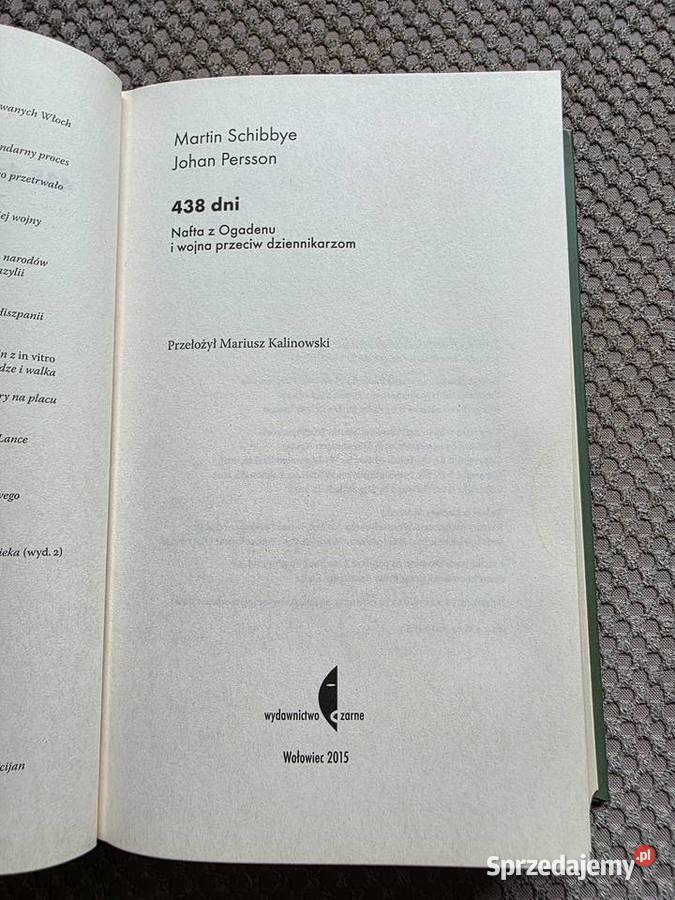 wanych Włoch
ndarny proces
o przetrwało
iej wojny
narodów
azylii
Hiszpanii
n z in vitro
dze i walka
ry na placu
Lance
wego
ieka (wyd. 2)
cijan
Martin Schibbye
Johan Persson
438 dni
Nafta z Ogadenu
i wojna przeciw dziennikarzom
Przełożył Mariusz Kalinowski
wydawnictwo czarne
Wołowiec 2015
Sprzedajemy.pl